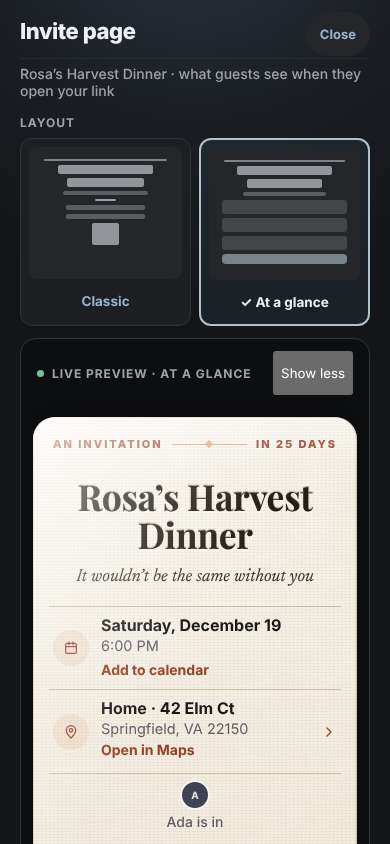 Invite page
Close
Rosa’s Harvest Dinner · what guests see when they
open your link
LAYOUT
Classic
✓ At a glance
LIVE PREVIEW · AT A GLANCE
Show less
AN INVITATION
IN 25 DAYS
Rosa’s Harvest
Dinner
It wouldn’t be the same without you
Saturday, December 19
6:00 PM
Add to calendar
Home · 42 Elm Ct
Springfield, VA 22150
Open in Maps
A
Ada is in